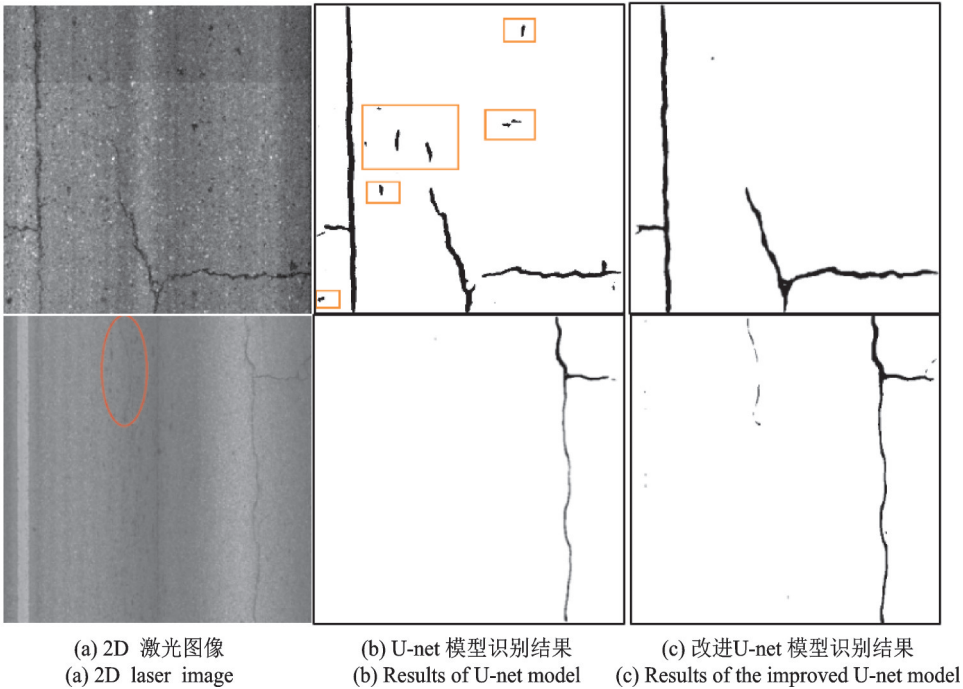 (a) 2D 激光图像
(a) 2D laser image
(b) U-net 模型识别结果
(b) Results of U-net model
(c) 改进U-net 模型识别结果
(c) Results of the improved U-net model